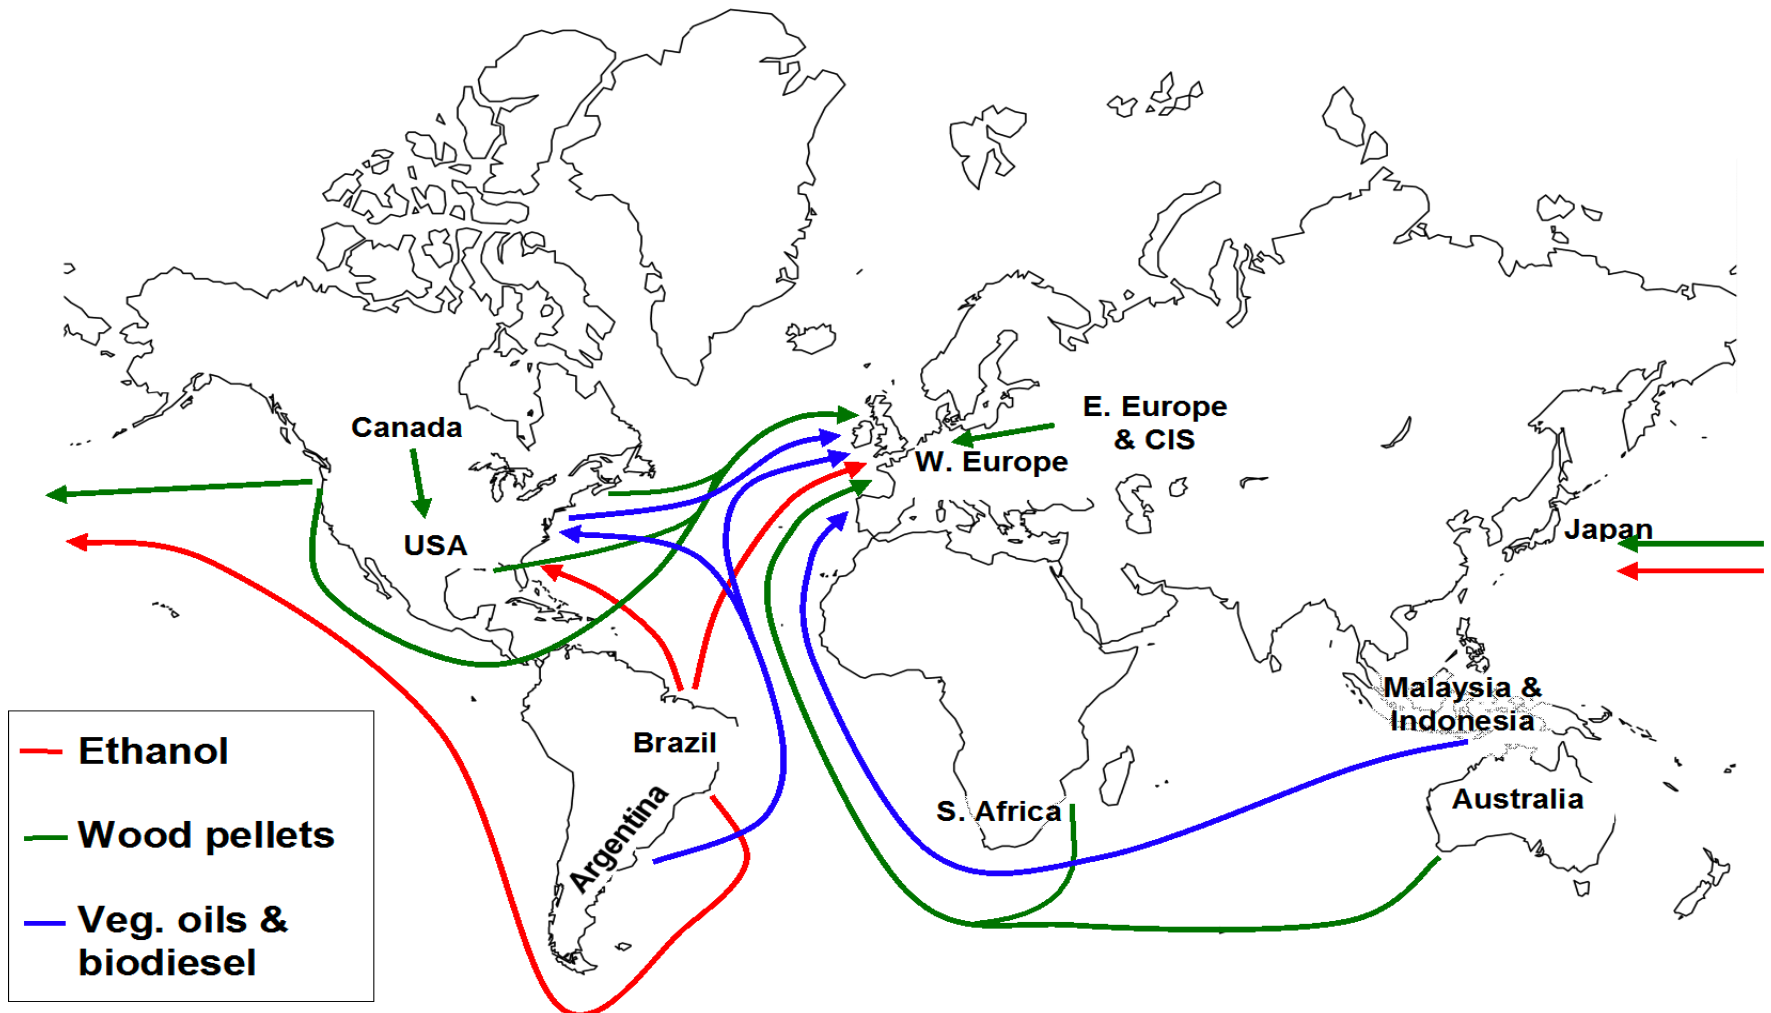 Canada
E. Europe
& CIS
W. Europe
USA
Japan
Malaysia &
Indonesia
Brazil
Argentina
S. Africa
Australia
Ethanol
Wood pellets
Veg. oils &
biodiesel